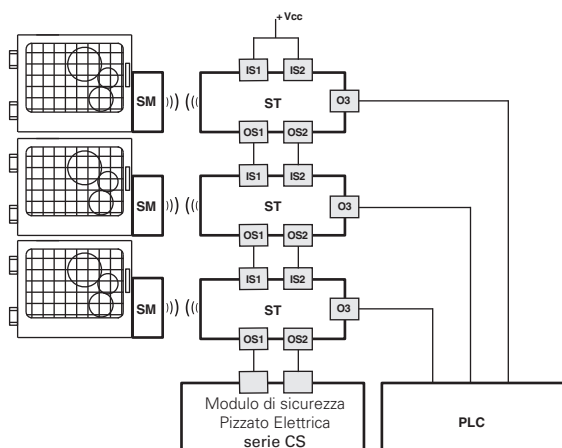 +Vcc
IS1 IS2
SM ST O3
OS1 OS2
IS1 IS2
SM ST O3
OS1 OS2
IS1 IS2
SM ST O3
OS1 OS2
Modulo di sicurezza
Pizzato Elettrica
serie CS
PLC